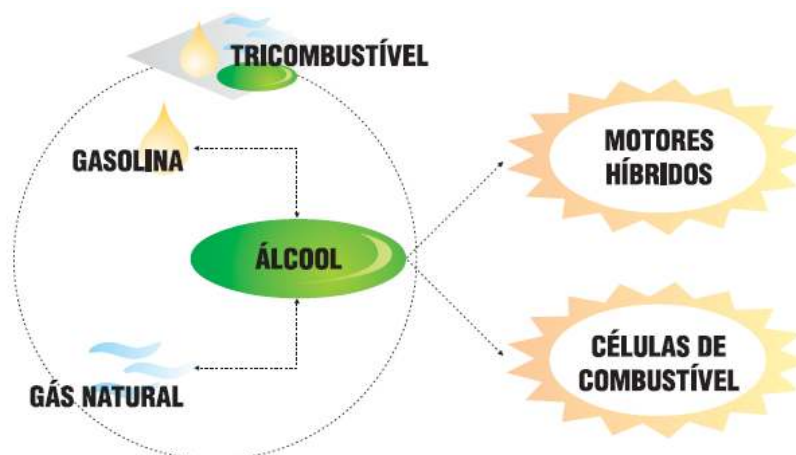 TRICOMBUSTÍVEL
GASOLINA
ÁLCOOL
GÁS NATURAL
MOTORES
HÍBRIDOS
CÉLULAS DE
COMBUSTÍVEL